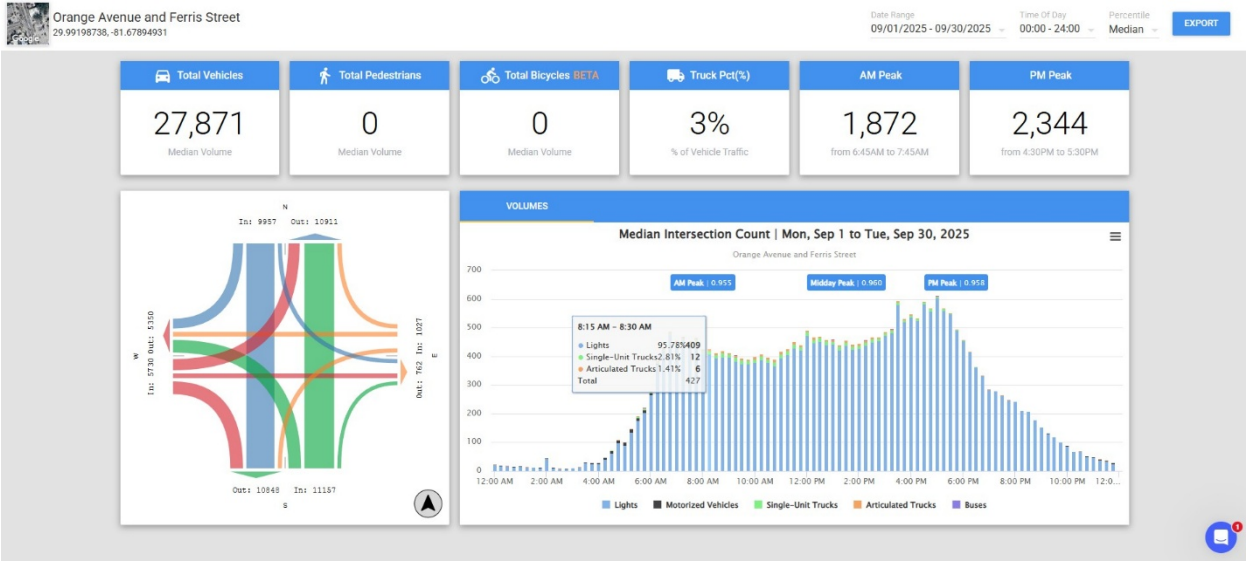 Orange Avenue and Ferris Street
29.99198738, -81.67894931
Google
Date Range
09/01/2025 - 09/30/2025
Time Of Day
00:00 - 24:00
Percentile
Median
EXPORT
Total Vehicles
27,871
Median Volume
Total Pedestrians
0
Median Volume
Total Bicycles BETA
0
Median Volume
Truck Pct(%)
3%
% of Vehicle Traffic
AM Peak
1,872
from 6:45AM to 7:45AM
PM Peak
2,344
from 4:30PM to 5:30PM
N
In: 9957 Out: 10911
W
In: 5730 Out: 5350
E
Out: 762 In: 1027
Out: 10848 In: 11157
S
VOLUMES
Median Intersection Count | Mon, Sep 1 to Tue, Sep 30, 2025
Orange Avenue and Ferris Street
AM Peak | 0.955
Midday Peak | 0.960
PM Peak | 0.958
8:15 AM - 8:30 AM
Lights 95.78% 409
Single-Unit Trucks 2.81% 12
Articulated Trucks 1.41% 6
Total 427
700
600
500
400
300
200
100
0
12:00 AM 2:00 AM 4:00 AM 6:00 AM 8:00 AM 10:00 AM 12:00 PM 2:00 PM 4:00 PM 6:00 PM 8:00 PM 10:00 PM 12:0...
Lights Motorized Vehicles Single-Unit Trucks Articulated Trucks Buses
1